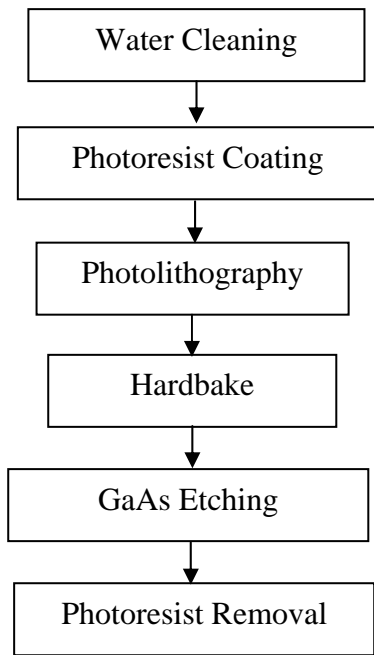 Water Cleaning
Photoresist Coating
Photolithography
Hardbake
GaAs Etching
Photoresist Removal